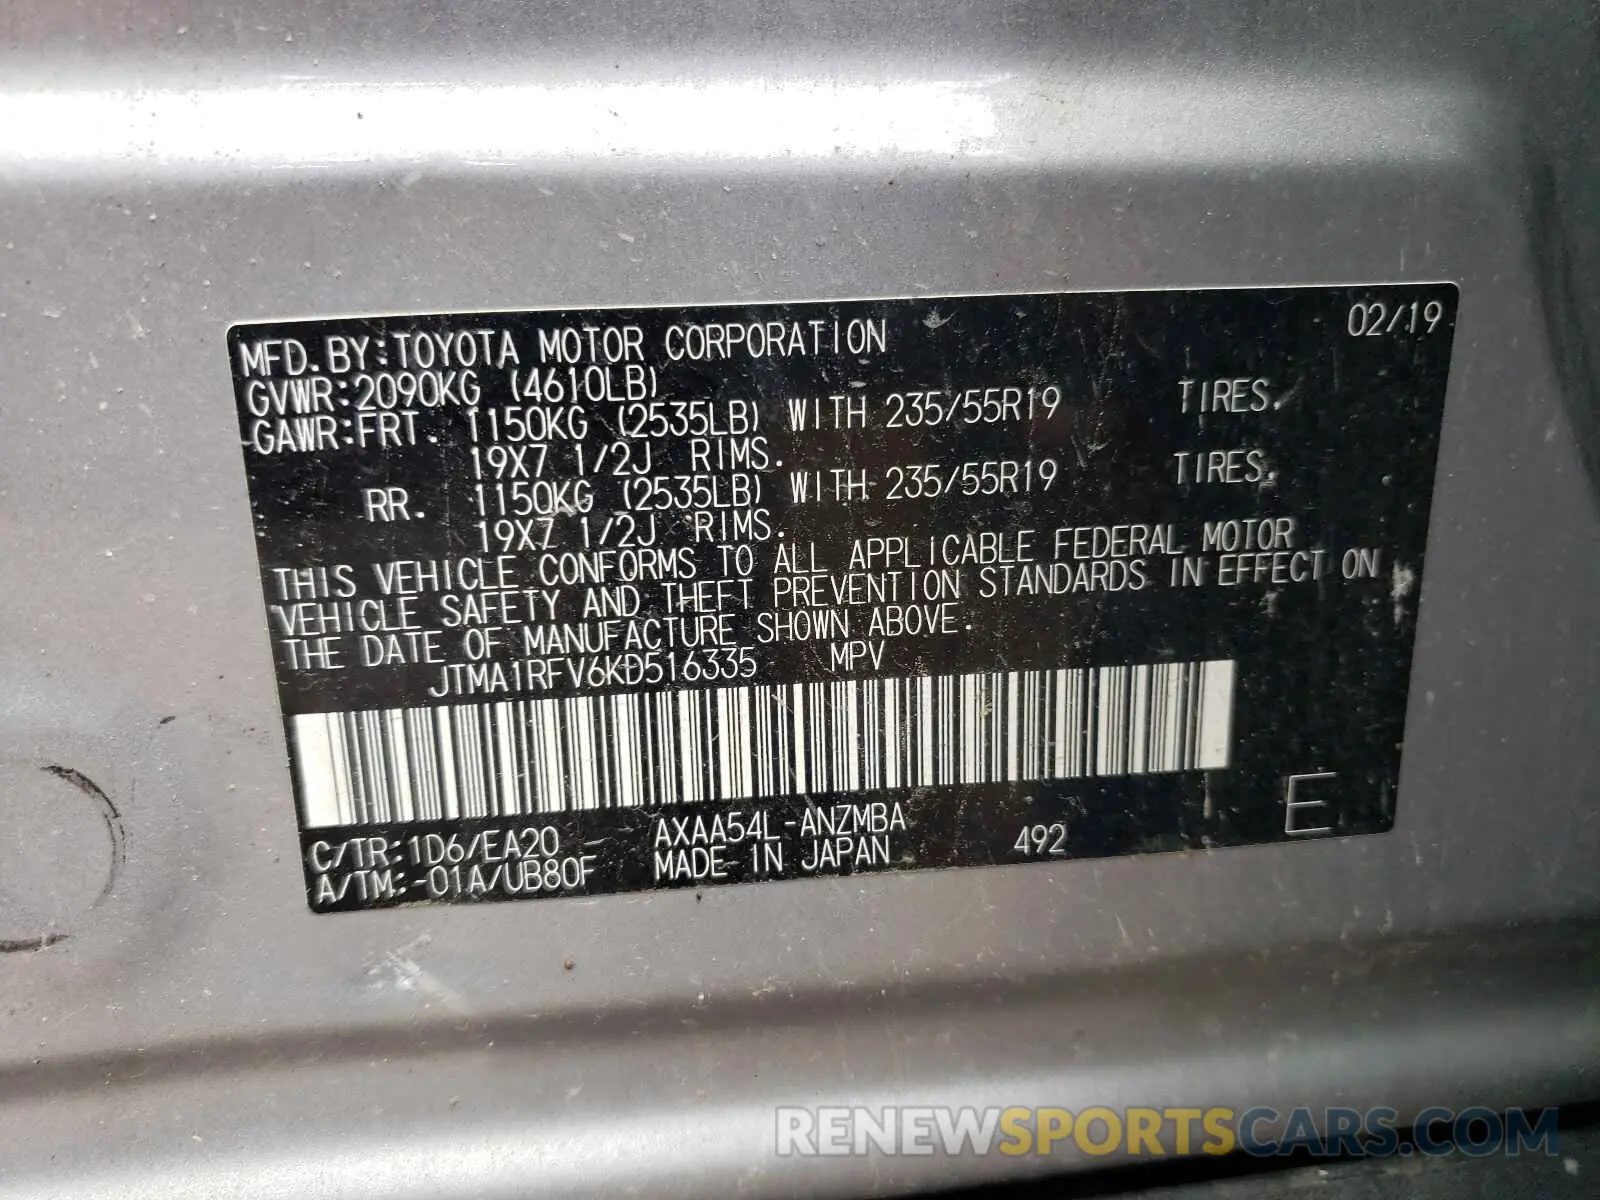 02/19
MFD.BY:TOYOTA MOTOR CORPORATION
GVWR:2090KG (4610LB)
GAWR:FRT. 1150KG (2535LB) WITH 235/55R19 TIRES.
19X7 1/2J RIMS.
RR. 1150KG (2535LB) WITH 235/55R19 TIRES.
19X7 1/2J RIMS.
THIS VEHICLE CONFORMS TO ALL APPLICABLE FEDERAL MOTOR
VEHICLE SAFETY AND THEFT PREVENTION STANDARDS IN EFFECT ON
THE DATE OF MANUFACTURE SHOWN ABOVE.
JTMA1RFV6KD516335 MPV
C/TR:1D6/EA20 AXAA54L-ANZMBA
A/TM:-01A/UB80F MADE IN JAPAN 492 E
RENEWSPORTSCARS.COM